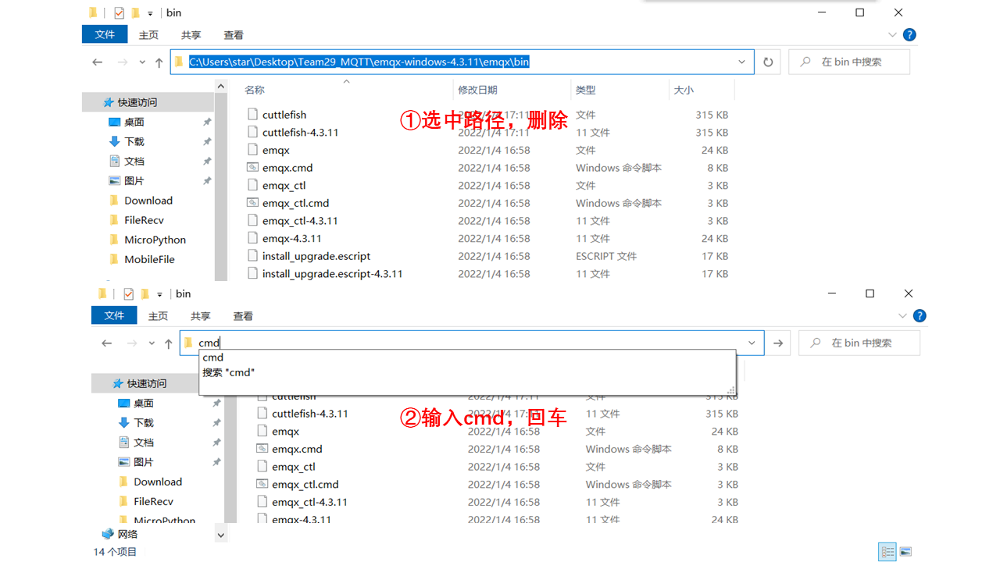 bin
文件 主页 共享 查看
C:\Users\star\Desktop\Team29_MQTT\emqx-windows-4.3.11\emqx\bin 在 bin 中搜索
名称 修改日期 类型 大小
快速访问
桌面
下载
文档
图片
Download
FileRecv
MicroPython
MobileFile
cuttlefish 2022/1/4 17:11 文件 315 KB
①选中路径，删除
cuttlefish-4.3.11 2022/1/4 17:11 11 文件 315 KB
emqx 2022/1/4 16:58 文件 24 KB
emqx.cmd 2022/1/4 16:58 Windows 命令脚本 8 KB
emqx_ctl 2022/1/4 16:58 文件 3 KB
emqx_ctl.cmd 2022/1/4 16:58 Windows 命令脚本 3 KB
emqx_ctl-4.3.11 2022/1/4 16:58 11 文件 3 KB
emqx-4.3.11 2022/1/4 16:58 11 文件 24 KB
install_upgrade.escript 2022/1/4 16:58 ESCRIPT 文件 17 KB
install_upgrade.escript-4.3.11 2022/1/4 16:58 11 文件 17 KB
bin
文件 主页 共享 查看
cmd 在 bin 中搜索
cmd
搜索 "cmd"
快速访问
桌面
下载
文档
图片
Download
FileRecv
MicroPython
网络
cuttlefish 2022/1/4 17:11 文件 315 KB
cuttlefish-4.3.11 2022/1/4 17:11 11 文件 315 KB
②输入cmd，回车
emqx 2022/1/4 16:58 文件 24 KB
emqx.cmd 2022/1/4 16:58 Windows 命令脚本 8 KB
emqx_ctl 2022/1/4 16:58 文件 3 KB
emqx_ctl.cmd 2022/1/4 16:58 Windows 命令脚本 3 KB
emqx_ctl-4.3.11 2022/1/4 16:58 11 文件 3 KB
emqx-4.3.11 2022/1/4 16:58 11 文件 24 KB
14 个项目